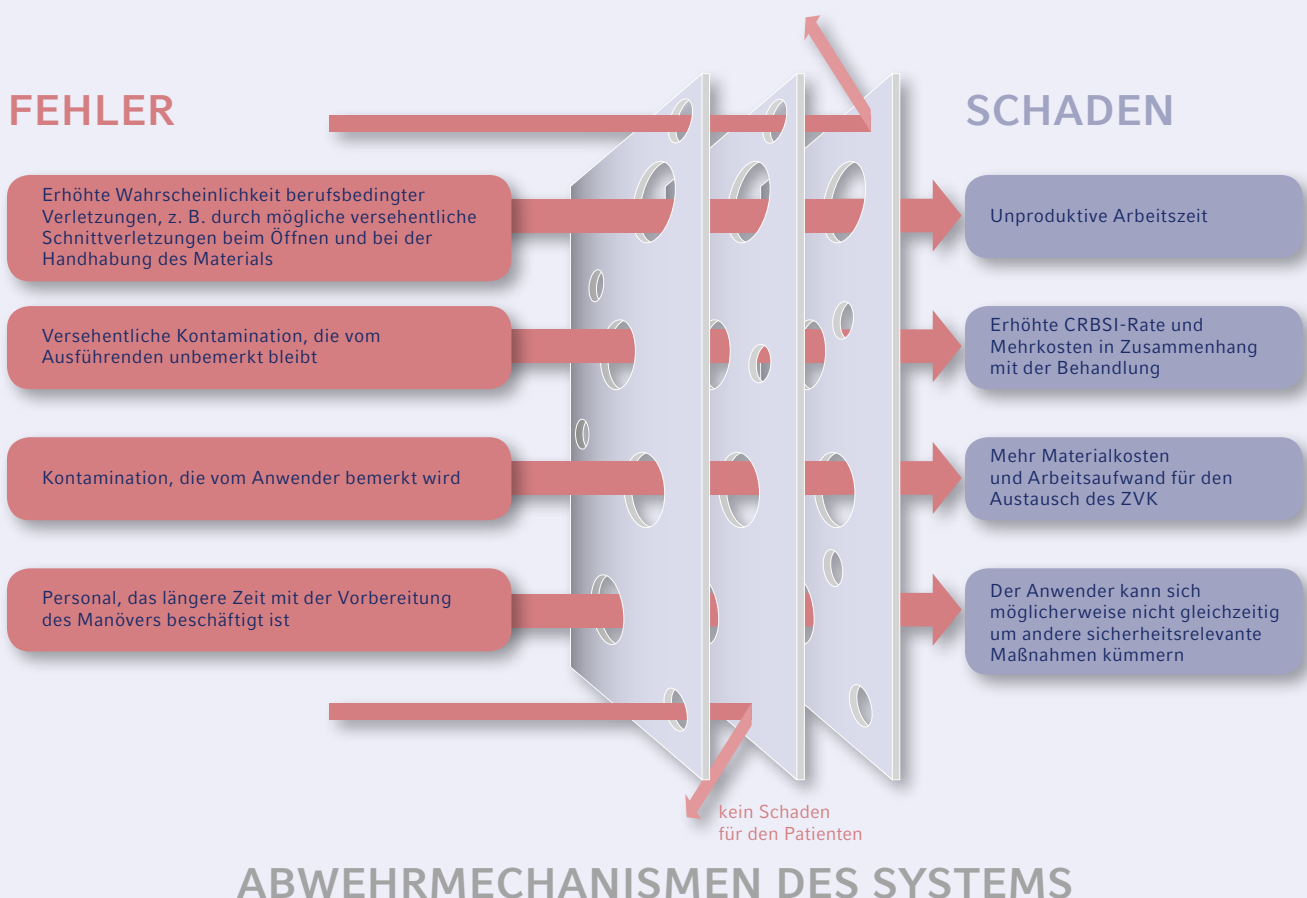 FEHLER
SCHADEN
Erhöhte Wahrscheinlichkeit berufsbedingter
Verletzungen, z. B. durch mögliche versehentliche
Schnittverletzungen beim Öffnen und bei der
Handhabung des Materials
Unproduktive Arbeitszeit
Versehentliche Kontamination, die vom
Ausführenden unbemerkt bleibt
Erhöhte CRBSI-Rate und
Mehrkosten in Zusammenhang
mit der Behandlung
Kontamination, die vom Anwender bemerkt wird
Mehr Materialkosten
und Arbeitsaufwand für den
Austausch des ZVK
Personal, das längere Zeit mit der Vorbereitung
des Manövers beschäftigt ist
Der Anwender kann sich
möglicherweise nicht gleichzeitig
um andere sicherheitsrelevante
Maßnahmen kümmern
kein Schaden
für den Patienten
ABWEHRMECHANISMEN DES SYSTEMS